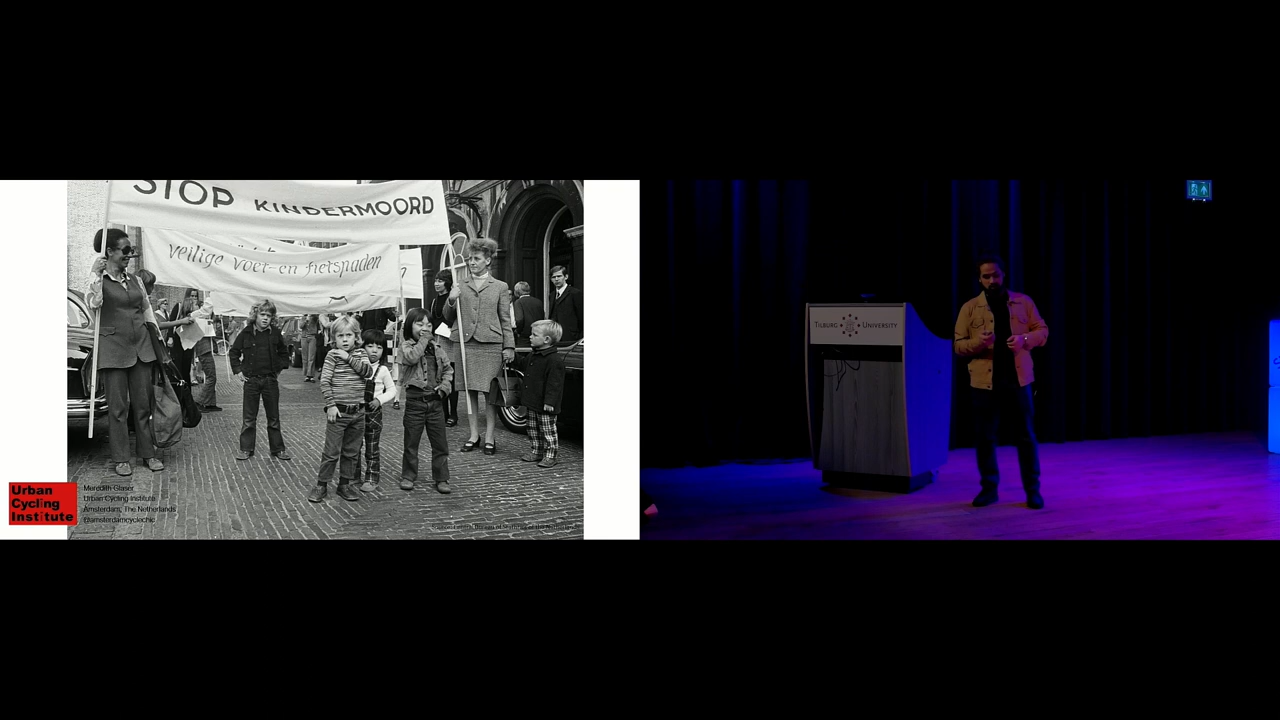 STOP KINDERMOORD
veilige voet- en fietspaden
Urban
Cycling
Institute
Meredith Glaser
Urban Cycling Institute
Amsterdam, The Netherlands
@amsterdamcyclechic
TILBURG UNIVERSITY